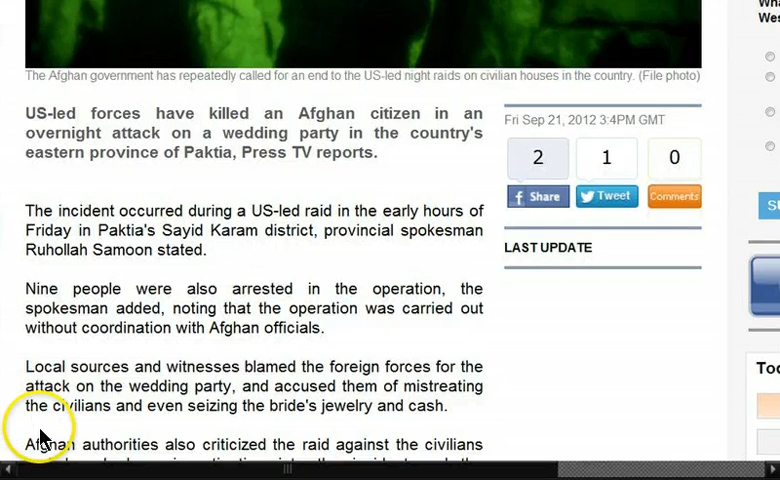 The Afghan government has repeatedly called for an end to the US-led night raids on civilian houses in the country. (File photo)
US-led forces have killed an Afghan citizen in an
overnight attack on a wedding party in the country's
eastern province of Paktia, Press TV reports.
Fri Sep 21, 2012 3:4PM GMT
2 1 0
Share Tweet Comments
LAST UPDATE
The incident occurred during a US-led raid in the early hours of
Friday in Paktia's Sayid Karam district, provincial spokesman
Ruhollah Samoon stated.
Nine people were also arrested in the operation, the
spokesman added, noting that the operation was carried out
without coordination with Afghan officials.
Local sources and witnesses blamed the foreign forces for the
attack on the wedding party, and accused them of mistreating
the civilians and even seizing the bride's jewelry and cash.
Afghan authorities also criticized the raid against the civilians